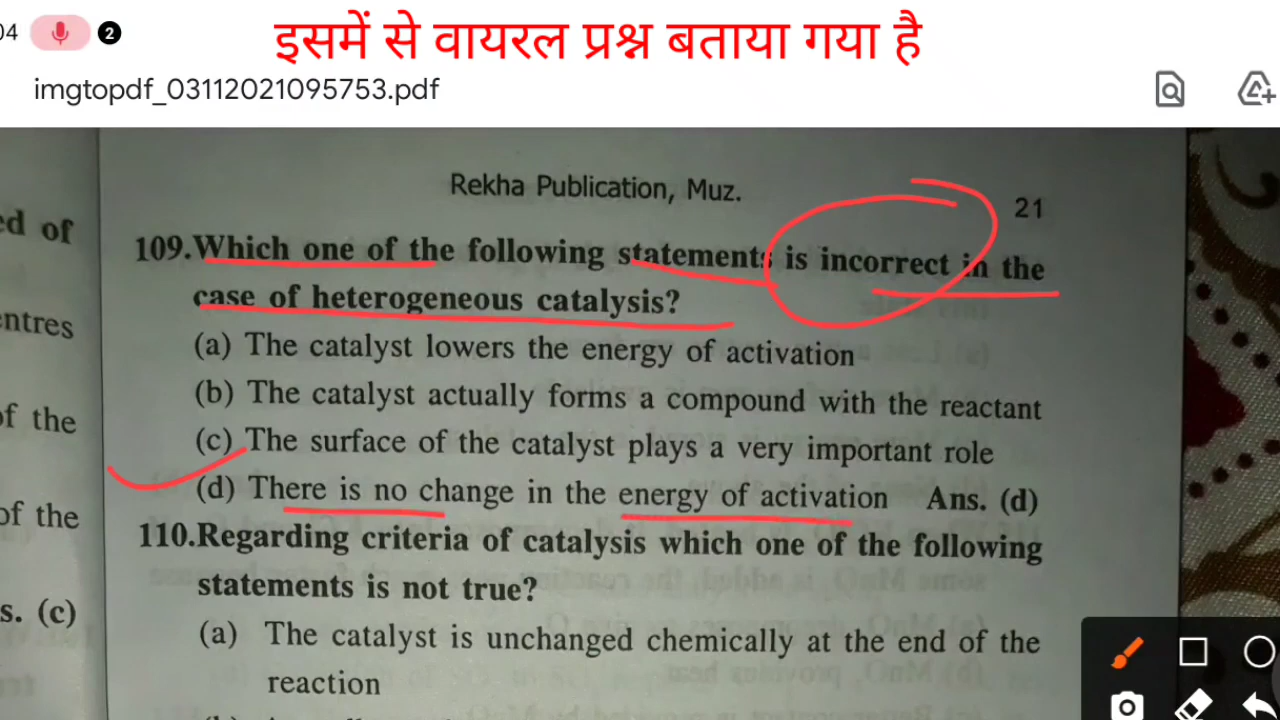 04
2
इसमें से वायरल प्रश्न बताया गया है
imgtopdf_03112021095753.pdf
Rekha Publication, Muz.
21
ed of
entres
of the
of the
s. (c)
109.Which one of the following statements is incorrect in the
case of heterogeneous catalysis?
(a) The catalyst lowers the energy of activation
(b) The catalyst actually forms a compound with the reactant
(c) The surface of the catalyst plays a very important role
(d) There is no change in the energy of activation Ans. (d)
110.Regarding criteria of catalysis which one of the following
statements is not true?
(a) The catalyst is unchanged chemically at the end of the
reaction